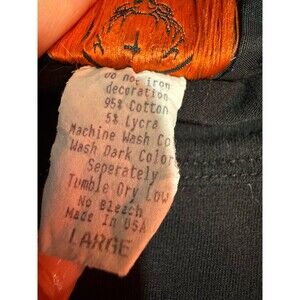 Do not iron
decoration
95% Cotton
5% Lycra
Machine Wash Co
Wash Dark Color
Seperately
Tumble Dry Low
No Bleach
Made In USA
LARGE